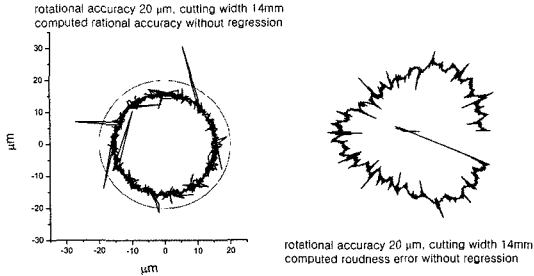 rotational accuracy 20 μm, cutting width 14mm
computed rational accuracy without regression
30
20
10
0
-10
-20
-30
μm
-20
-10
0
10
20
μm
rotational accuracy 20 μm, cutting width 14mm
computed roudness error without regression